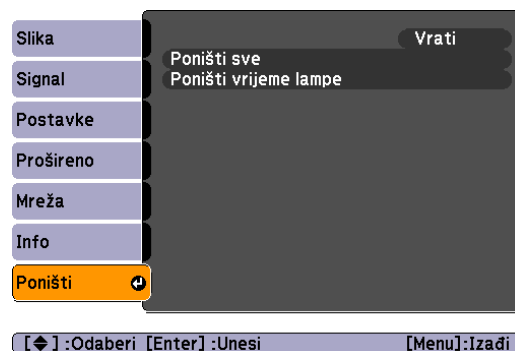 Slika
Signal
Postavke
Prošireno
Mreža
Info
Poništi
Vrati
Poništi sve
Poništi vrijeme lampe
[◆] :Odaberi [Enter] :Unesi [Menu]:Izađi